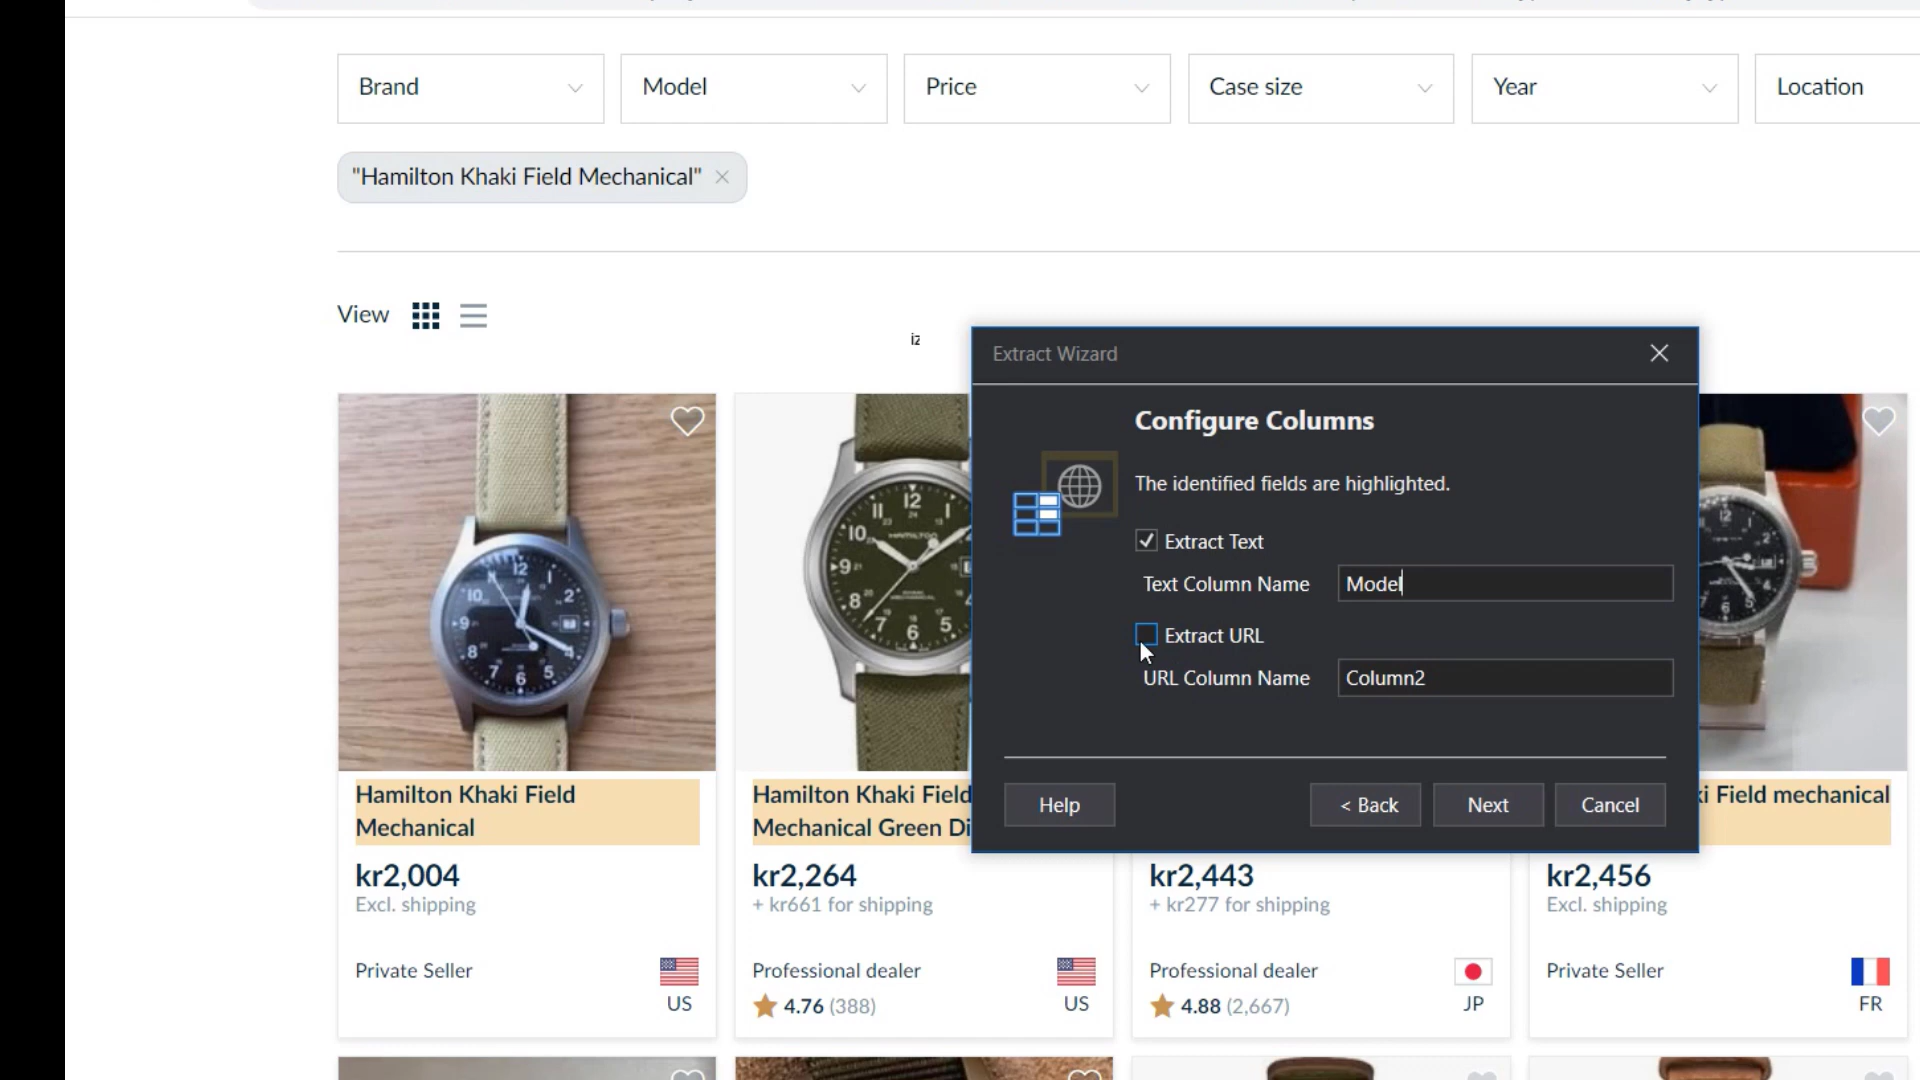 Brand
Model
Price
Case size
Year
Location
"Hamilton Khaki Field Mechanical"
View
Extract Wizard
Configure Columns
The identified fields are highlighted.
Extract Text
Text Column Name
Model
Extract URL
URL Column Name
Column2
Help
< Back
Next
Cancel
Hamilton Khaki Field
Mechanical
kr2,004
Excl. shipping
Private Seller
US
Hamilton Khaki Field
Mechanical Green Di
kr2,264
+ kr661 for shipping
Professional dealer
4.76 (388)
US
kr2,443
+ kr277 for shipping
Professional dealer
4.88 (2,667)
JP
i Field mechanical
kr2,456
Excl. shipping
Private Seller
FR